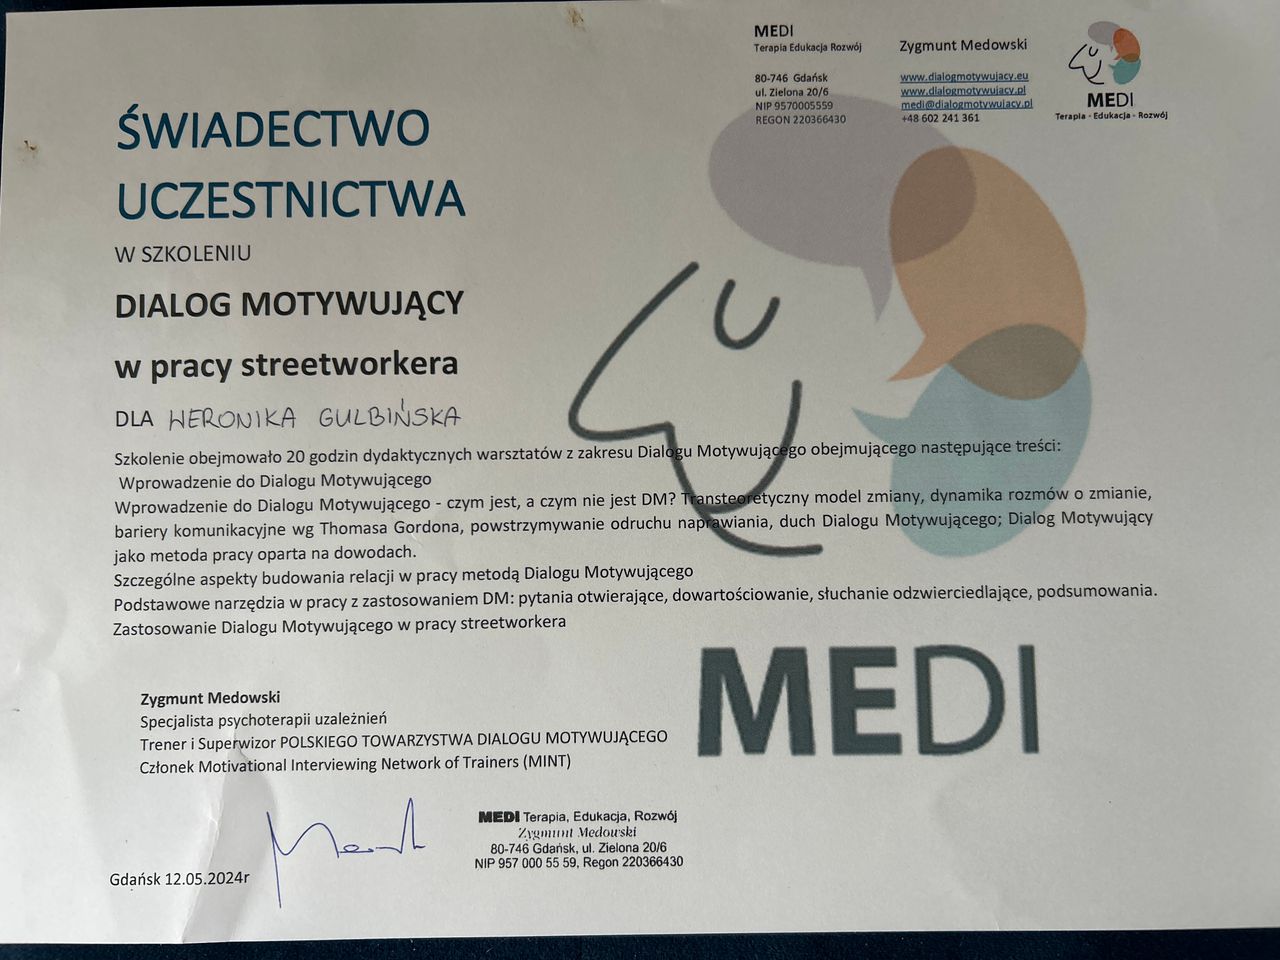 MEDI
Terapia Edukacja Rozwój
80-746 Gdańsk
ul. Zielona 20/6
NIP 9570005559
REGON 220366430
Zygmunt Medowski
www.dialogmotywujacy.eu
www.dialogmotywujacy.pl
medi@dialogmotywujacy.pl
+48 602 241 361
MEDI
Terapia - Edukacja - Rozwój
ŚWIADECTWO
UCZESTNICTWA
W SZKOLENIU
DIALOG MOTYWUJĄCY
w pracy streetworkera
DLA WERONIKA GULBIŃSKA
Szkolenie obejmowało 20 godzin dydaktycznych warsztatów z zakresu Dialogu Motywującego obejmującego następujące treści:
Wprowadzenie do Dialogu Motywującego
Wprowadzenie do Dialogu Motywującego - czym jest, a czym nie jest DM? Transteoretyczny model zmiany, dynamika rozmów o zmianie,
bariery komunikacyjne wg Thomasa Gordona, powstrzymywanie odruchu naprawiania, duch Dialogu Motywującego; Dialog Motywujący
jako metoda pracy oparta na dowodach.
Szczególne aspekty budowania relacji w pracy metodą Dialogu Motywującego
Podstawowe narzędzia w pracy z zastosowaniem DM: pytania otwierające, dowartościowanie, słuchanie odzwierciedlające, podsumowania.
Zastosowanie Dialogu Motywującego w pracy streetworkera
MEDI
Zygmunt Medowski
Specjalista psychoterapii uzależnień
Trener i Superwizor POLSKIEGO TOWARZYSTWA DIALOGU MOTYWUJĄCEGO
Członek Motivational Interviewing Network of Trainers (MINT)
MEDI Terapia, Edukacja, Rozwój
Zygmunt Medowski
80-746 Gdańsk, ul. Zielona 20/6
NIP 957 000 55 59, Regon 220366430
Gdańsk 12.05.2024r